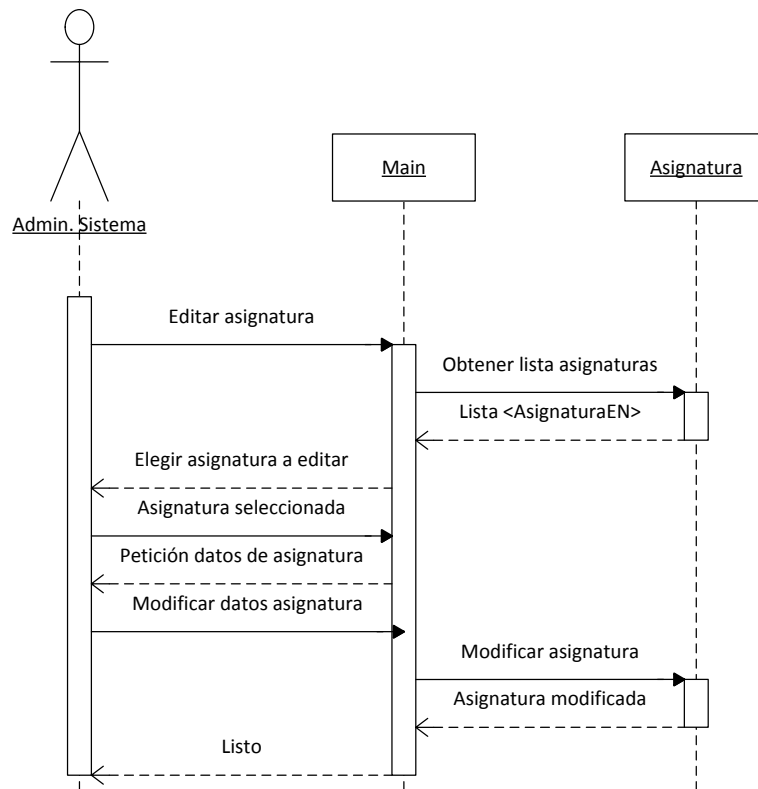 Main
Asignatura
Admin. Sistema
Editar asignatura
Obtener lista asignaturas
Lista <AsignaturaEN>
Elegir asignatura a editar
Asignatura seleccionada
Petición datos de asignatura
Modificar datos asignatura
Modificar asignatura
Asignatura modificada
Listo